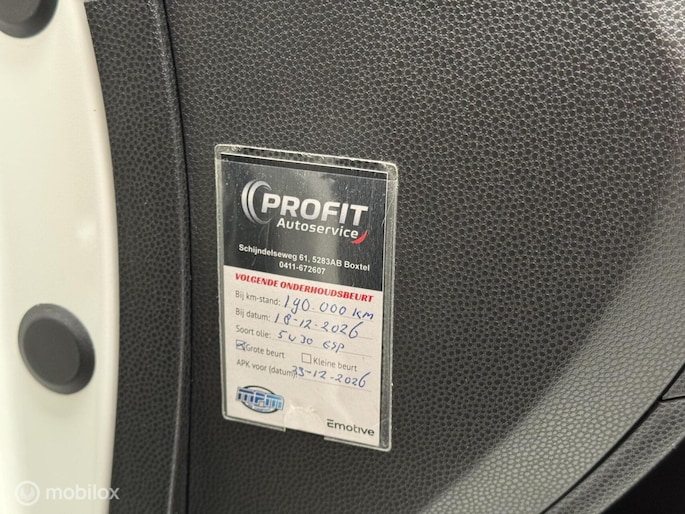 PROFIT
Autoservice
Schijndelseweg 61, 5283AB Boxtel
0411-672607
VOLGENDE ONDERHOUDSBEURT
Bij km-stand: 190.000 KM
Bij datum: 18-12-2026
Soort olie: 5W30 ESP
Grote beurt Kleine beurt
APK voor (datum): 23-12-2026
mpm
Emotive
mobilox